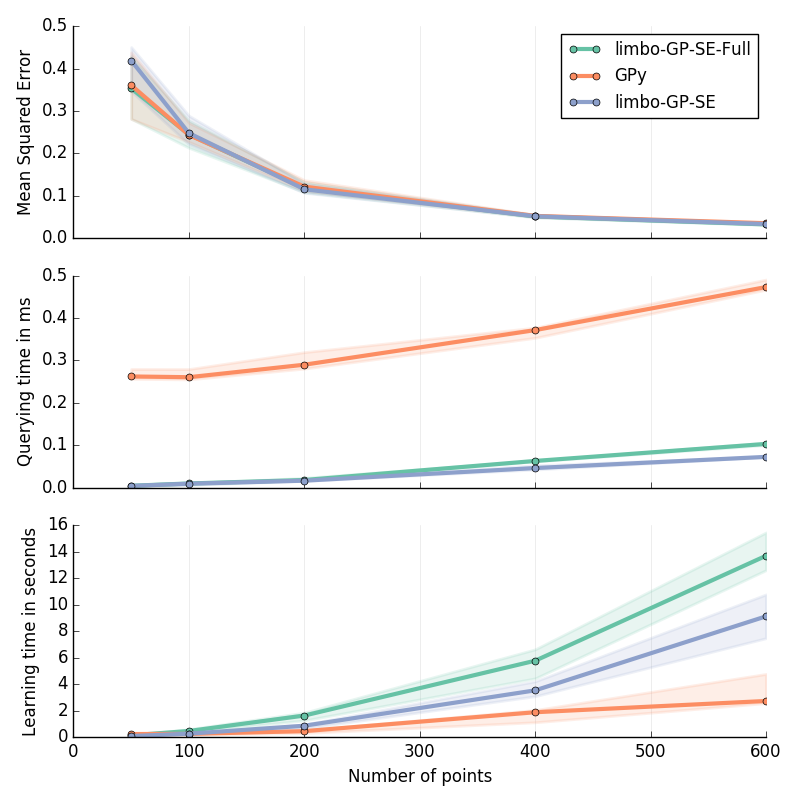 Mean Squared Error
0.5
0.4
0.3
0.2
0.1
0.0
limbo-GP-SE-Full
GPy
limbo-GP-SE
Querying time in ms
0.5
0.4
0.3
0.2
0.1
0.0
Learning time in seconds
16
14
12
10
8
6
4
2
0
0 100 200 300 400 500 600
Number of points